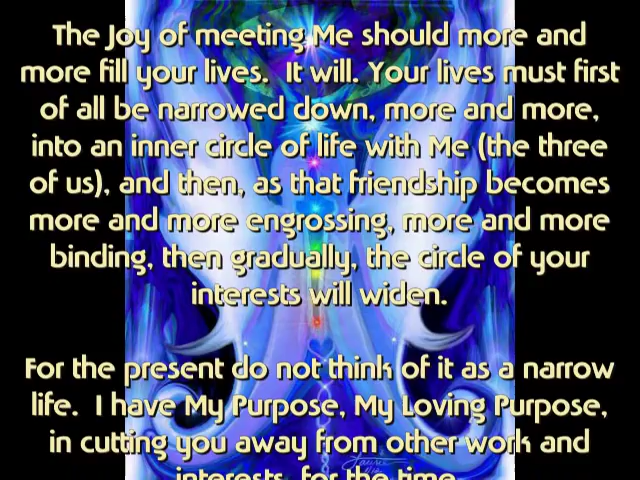 The Joy of meeting Me should more and
more fill your lives.  It will. Your lives must first
of all be narrowed down, more and more,
into an inner circle of life with Me (the three
of us), and then, as that friendship becomes
more and more engrossing, more and more
binding, then gradually, the circle of your
interests will widen.

For the present do not think of it as a narrow
life.  I have My Purpose, My Loving Purpose,
in cutting you away from other work and
interests, for the time